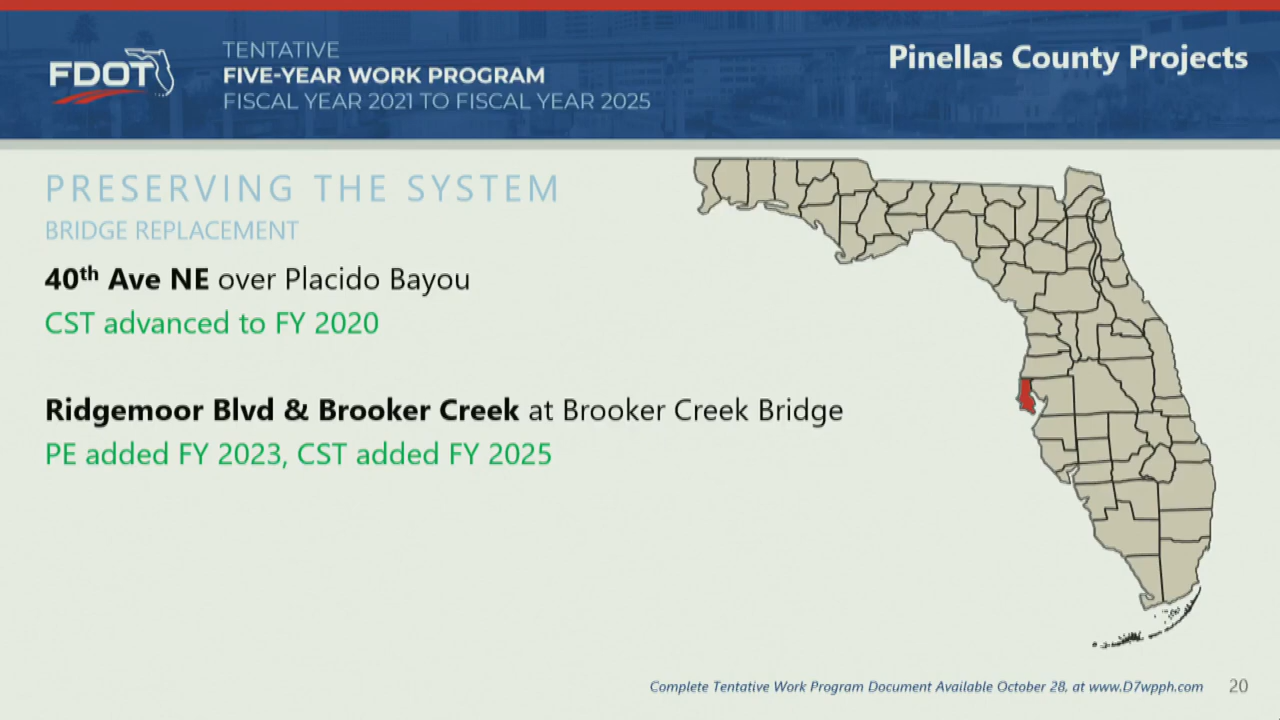 FDOT
TENTATIVE
FIVE-YEAR WORK PROGRAM
FISCAL YEAR 2021 TO FISCAL YEAR 2025
Pinellas County Projects
PRESERVING THE SYSTEM
BRIDGE REPLACEMENT
40th Ave NE over Placido Bayou
CST advanced to FY 2020
Ridgemoor Blvd & Brooker Creek at Brooker Creek Bridge
PE added FY 2023, CST added FY 2025
Complete Tentative Work Program Document Available October 28, at www.D7wpph.com
20